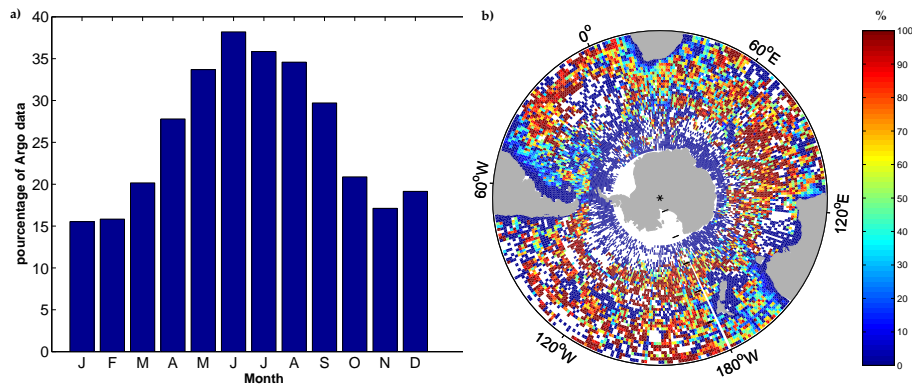 a)
pourcentage of Argo data
40
35
30
25
20
15
10
5
0
J F M A M J J A S O N D
Month
b)
0°
60°E
120°E
180°W
120°W
60°W
%
100
90
80
70
60
50
40
30
20
10
0